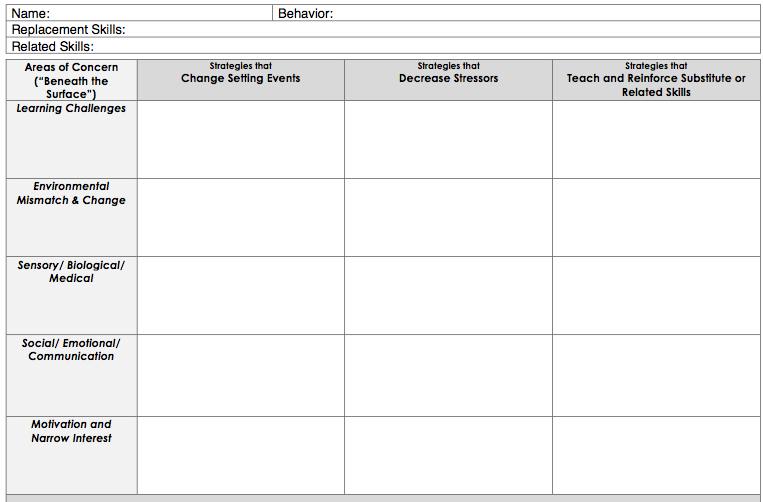 Name: Behavior:
Replacement Skills:
Related Skills:
Areas of Concern
(“Beneath the
Surface”)
Strategies that
Change Setting Events
Strategies that
Decrease Stressors
Strategies that
Teach and Reinforce Substitute or
Related Skills
Learning Challenges
Environmental
Mismatch & Change
Sensory/ Biological/
Medical
Social/ Emotional/
Communication
Motivation and
Narrow Interest